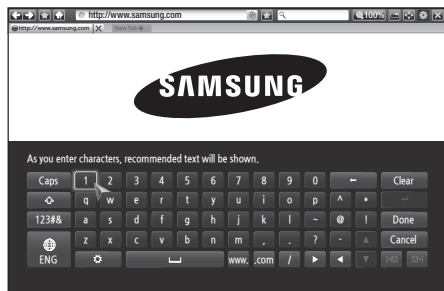 http://www.samsung.com 100%
http://www.samsung.com New Tab
SAMSUNG
As you enter characters, recommended text will be shown.
Caps 1 2 3 4 5 6 7 8 9 0 Clear
q w e r t y u i o p ^ *
123#& a s d f g h j k l ~ @ ! Done
z x c v b n m , . ? - Cancel
ENG www. .com /